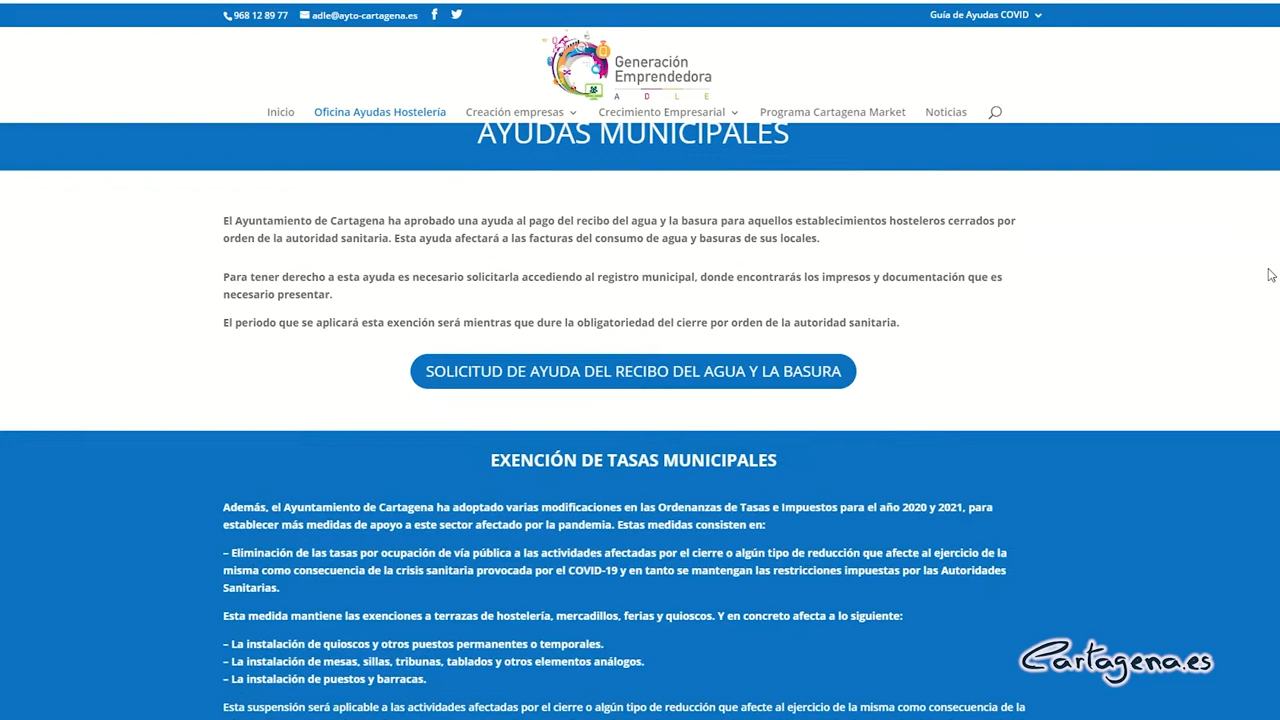 968 12 89 77 adle@ayto-cartagena.es Guía de Ayudas COVID
Generación
Emprendedora
A D L E
Inicio Oficina Ayudas Hostelería Creación empresas Crecimiento Empresarial Programa Cartagena Market Noticias
AYUDAS MUNICIPALES
El Ayuntamiento de Cartagena ha aprobado una ayuda al pago del recibo del agua y la basura para aquellos establecimientos hosteleros cerrados por
orden de la autoridad sanitaria. Esta ayuda afectará a las facturas del consumo de agua y basuras de sus locales.
Para tener derecho a esta ayuda es necesario solicitarla accediendo al registro municipal, donde encontrarás los impresos y documentación que es
necesario presentar.
El periodo que se aplicará esta exención será mientras que dure la obligatoriedad del cierre por orden de la autoridad sanitaria.
SOLICITUD DE AYUDA DEL RECIBO DEL AGUA Y LA BASURA
EXENCIÓN DE TASAS MUNICIPALES
Además, el Ayuntamiento de Cartagena ha adoptado varias modificaciones en las Ordenanzas de Tasas e Impuestos para el año 2020 y 2021, para
establecer más medidas de apoyo a este sector afectado por la pandemia. Estas medidas consisten en:
– Eliminación de las tasas por ocupación de vía pública a las actividades afectadas por el cierre o algún tipo de reducción que afecte al ejercicio de la
misma como consecuencia de la crisis sanitaria provocada por el COVID-19 y en tanto se mantengan las restricciones impuestas por las Autoridades
Sanitarias.
Esta medida mantiene las exenciones a terrazas de hostelería, mercadillos, ferias y quioscos. Y en concreto afecta a lo siguiente:
– La instalación de quioscos y otros puestos permanentes o temporales.
– La instalación de mesas, sillas, tribunas, tablados y otros elementos análogos.
– La instalación de puestos y barracas.
Esta suspensión será aplicable a las actividades afectadas por el cierre o algún tipo de reducción que afecte al ejercicio de la misma como consecuencia de la
Cartagena.es